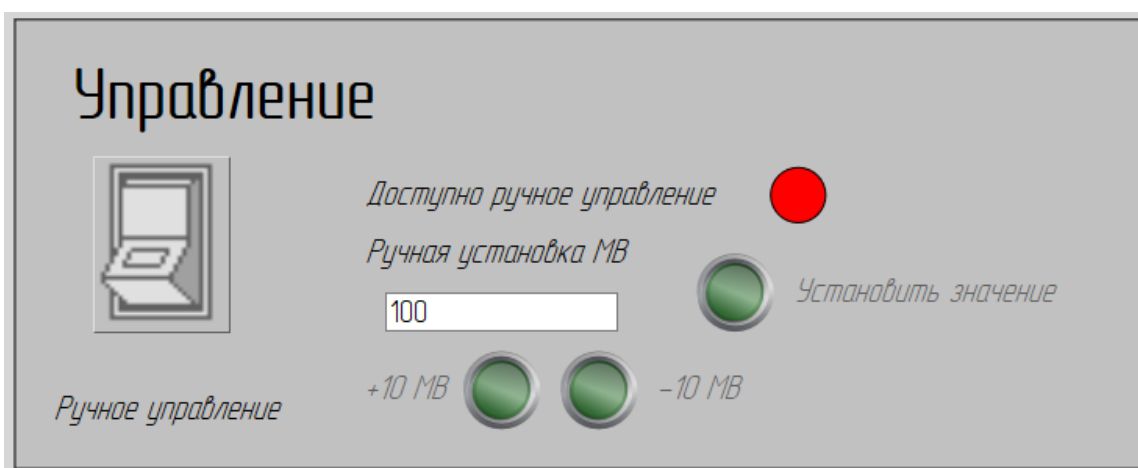 Управление
Доступно ручное управление
Ручная установка МВ
100
Установить значение
+10 МВ
-10 МВ
Ручное управление